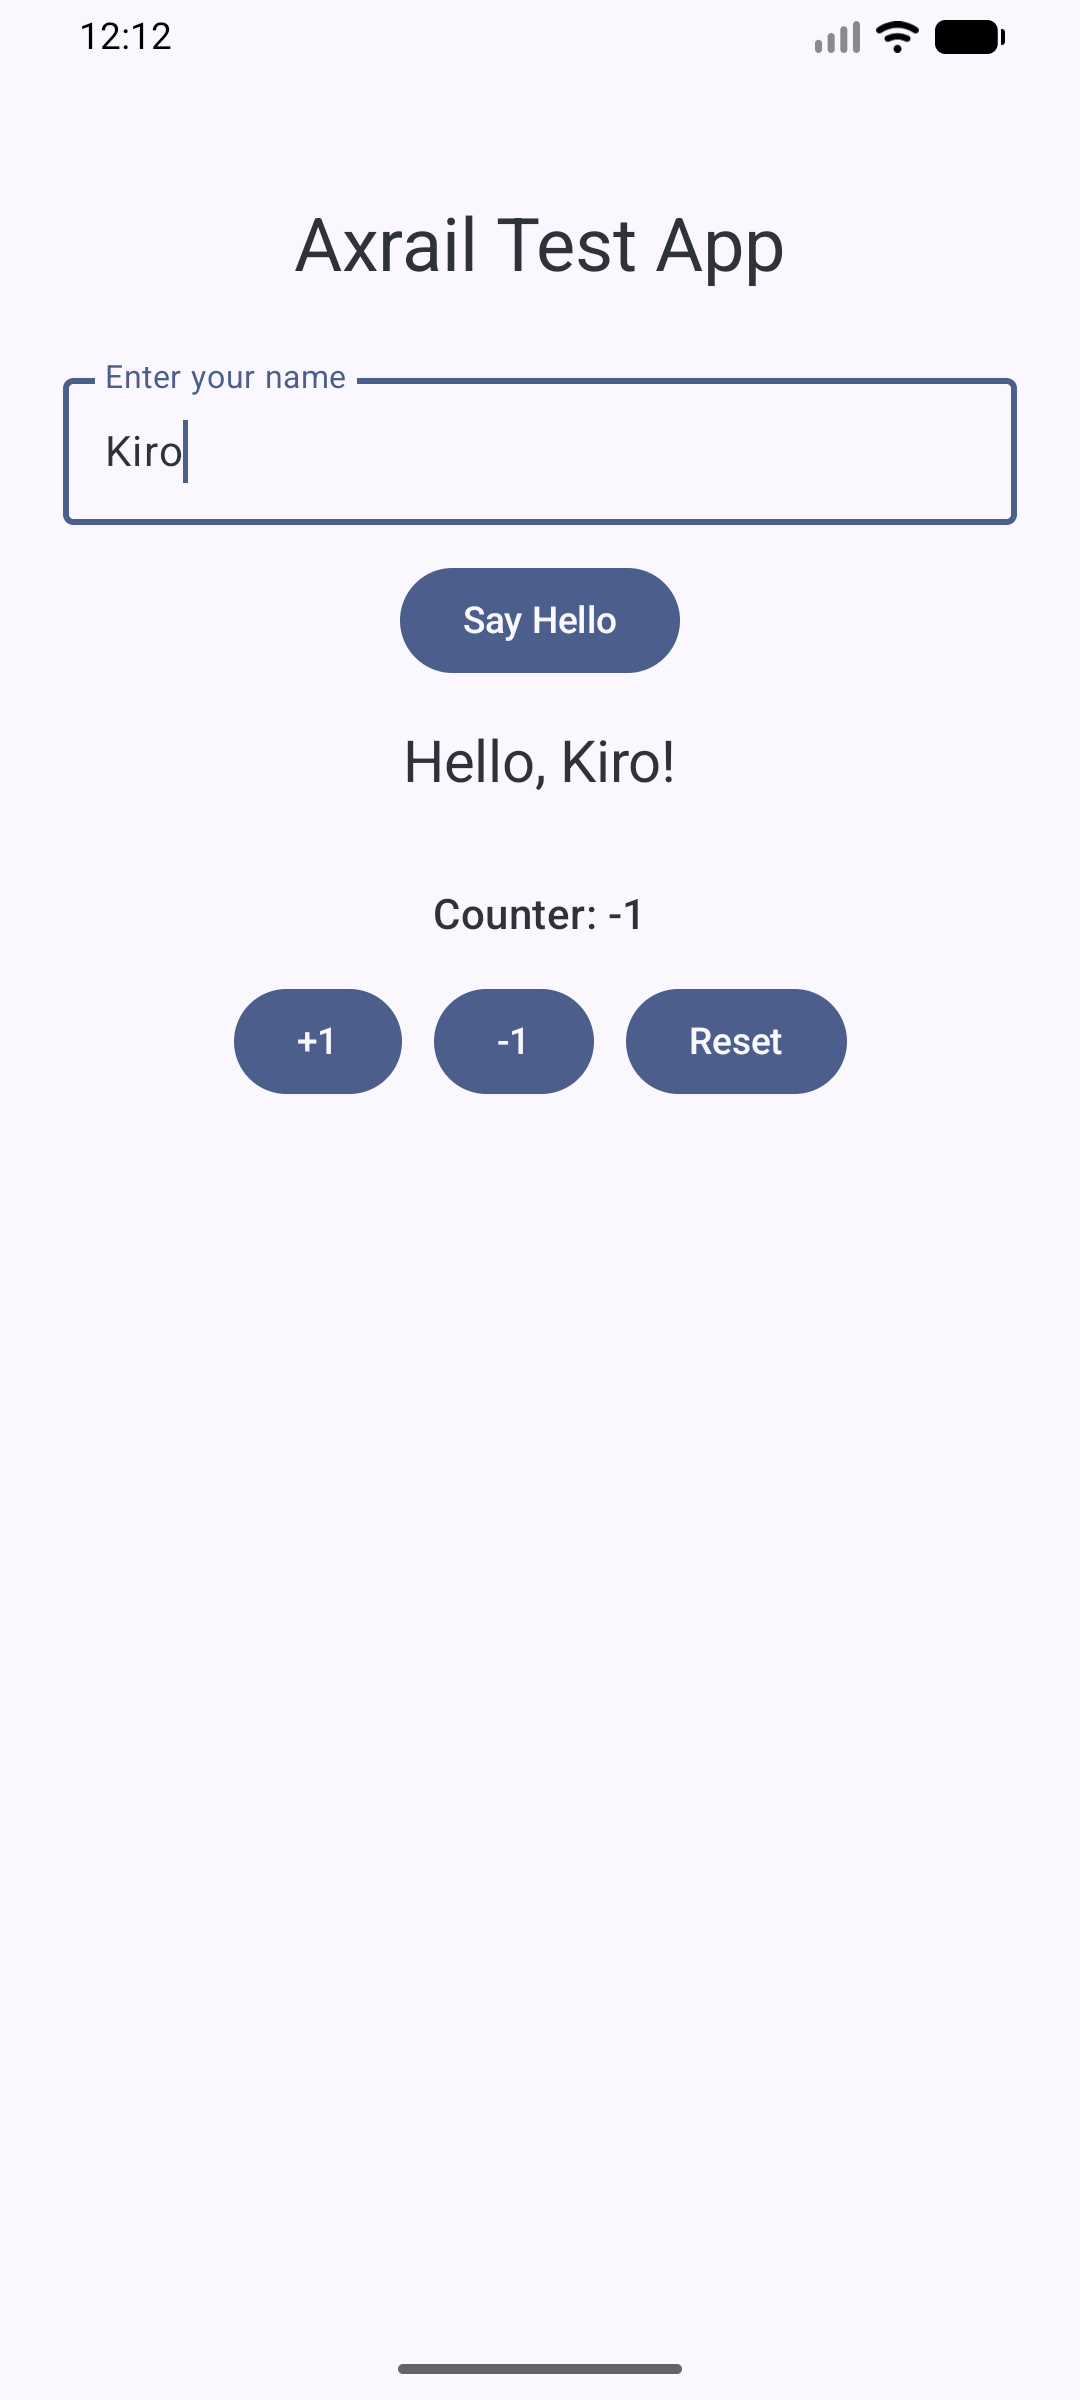 12:12
Axrail Test App
Enter your name
Kiro
Say Hello
Hello, Kiro!
Counter: -1
+1 -1 Reset